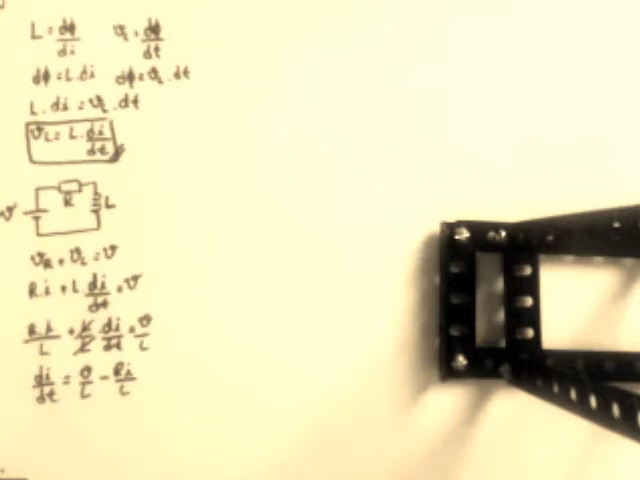 L = dϕ/di   v_L = dϕ/dt
dϕ = L.di   dϕ = v_L.dt
L.di = v_L.dt
v_L = L.di/dt
v R L
v_R + v_L = v
R.i + L di/dt = v
R.i/L + L/L di/dt = v/L
di/dt = v/L - R.i/L